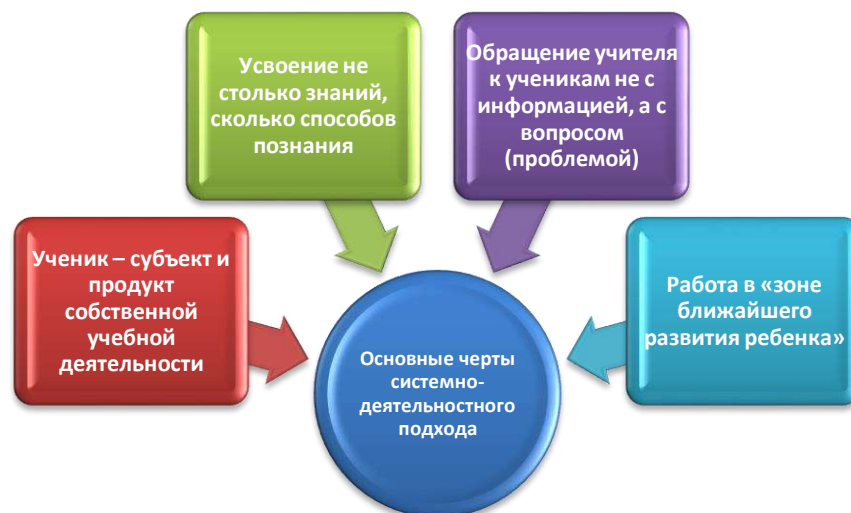 Усвоение не
столько знаний,
сколько способов
познания
Обращение учителя
к ученикам не с
информацией, а с
вопросом
(проблемой)
Ученик – субъект и
продукт
собственной
учебной
деятельности
Работа в «зоне
ближайшего
развития ребенка»
Основные черты
системно-
деятельностного
подхода